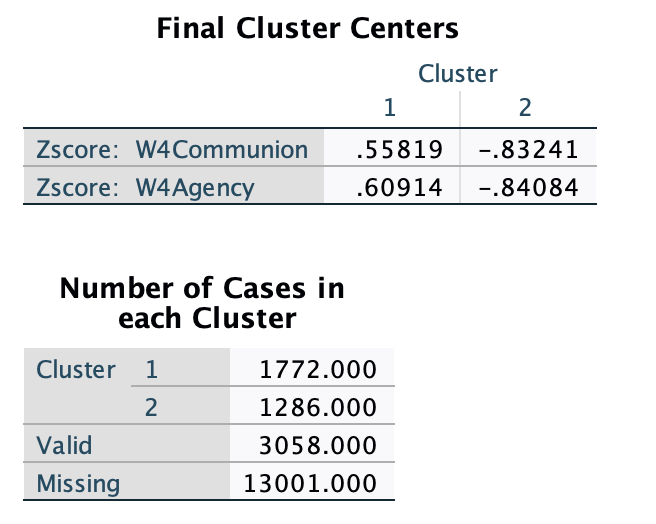 Final Cluster Centers
Cluster
1 2
Zscore: W4Communion .55819 -.83241
Zscore: W4Agency .60914 -.84084
Number of Cases in
each Cluster
Cluster 1 1772.000
2 1286.000
Valid 3058.000
Missing 13001.000